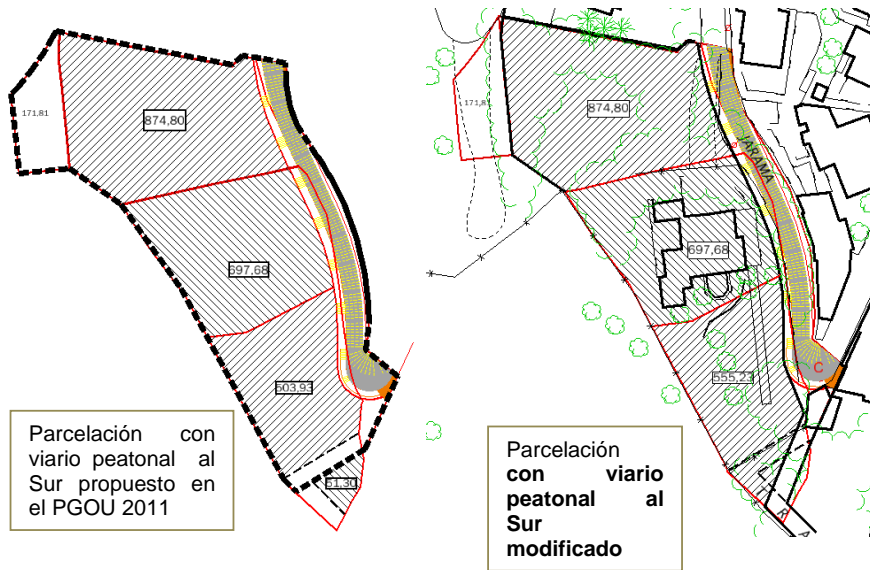 171,81
874,80
697,68
503,93
51,30
Parcelación con
viario peatonal al
Sur propuesto en
el PGOU 2011
171,81
874,80
JARAMA
697,68
555,23
C
R
A
Parcelación
con viario
peatonal al
Sur
modificado